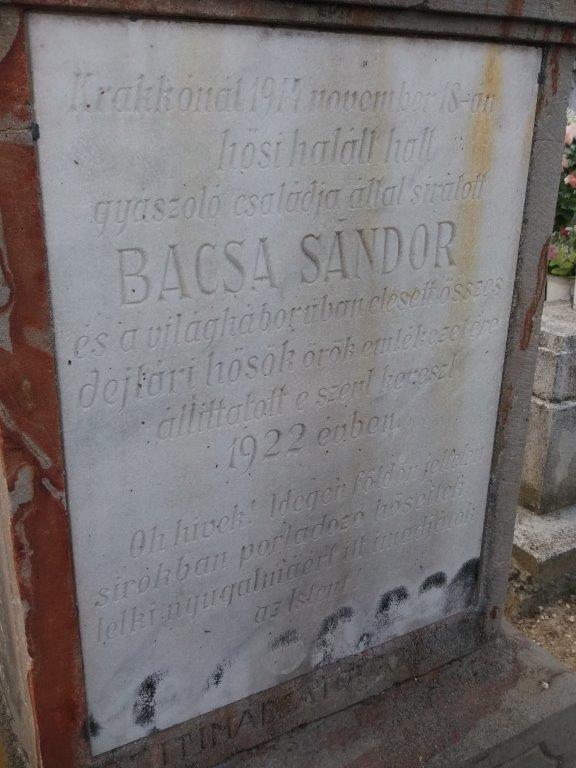 Krakkónál 1914 november 18-án
hősi halált halt
gyászoló családja által siratott
BACSA SÁNDOR
és a világháborúban elesett összes
dejtári hősök örök emlékezetére
állíttatott e szent kereszt
1922 évben.
Oh hívek! Idegen földön jeltelen
sírokban porladozó hőseitek
lelki nyugalmáért itt imádjátok
az Istent!